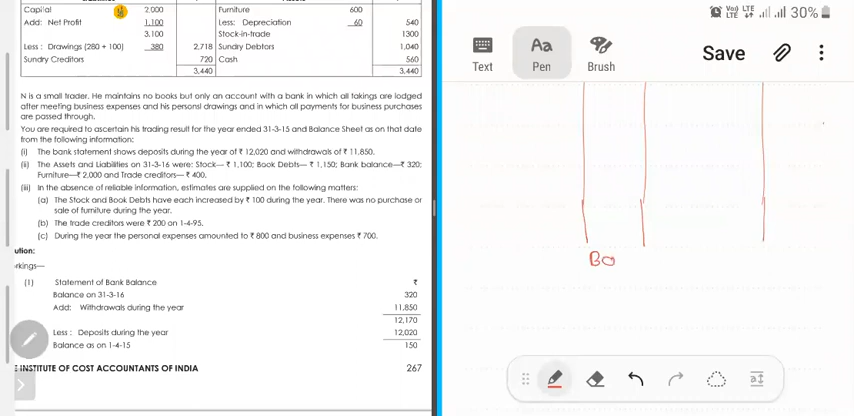 Capital 2,000 Furniture 600
Add: Net Profit 1,100 Less: Depreciation 60 540
3,100 Stock-in-trade 1300
Less : Drawings (280 + 100) 380 2,718 Sundry Debtors 1,040
Sundry Creditors 720 Cash 560
3,440 3,440
N is a small trader. He maintains no books but only an account with a bank in which all takings are lodged
after meeting business expenses and his personal drawings and in which all payments for business purchases
are passed through.
You are required to ascertain his trading result for the year ended 31-3-15 and Balance Sheet as on that date
from the following information:
(i) The bank statement shows deposits during the year of ₹ 12,020 and withdrawals of ₹ 11,850.
(ii) The Assets and Liabilities on 31-3-16 were: Stock— ₹ 1,100; Book Debts— ₹ 1,150; Bank balance—₹ 320;
Furniture—₹ 2,000 and Trade creditors— ₹ 400.
(iii) In the absence of reliable information, estimates are supplied on the following matters:
(a) The Stock and Book Debts have each increased by ₹ 100 during the year. There was no purchase or
sale of furniture during the year.
(b) The trade creditors were ₹ 200 on 1-4-95.
(c) During the year the personal expenses amounted to ₹ 800 and business expenses ₹ 700.
ution:
rkings—
(1) Statement of Bank Balance ₹
Balance on 31-3-16 320
Add: Withdrawals during the year 11,850
12,170
Less : Deposits during the year 12,020
Balance as on 1-4-15 150
E INSTITUTE OF COST ACCOUNTANTS OF INDIA 267
Vo)) LTE
LTE 30%
Text
Aa
Pen
Brush
Save
Bo